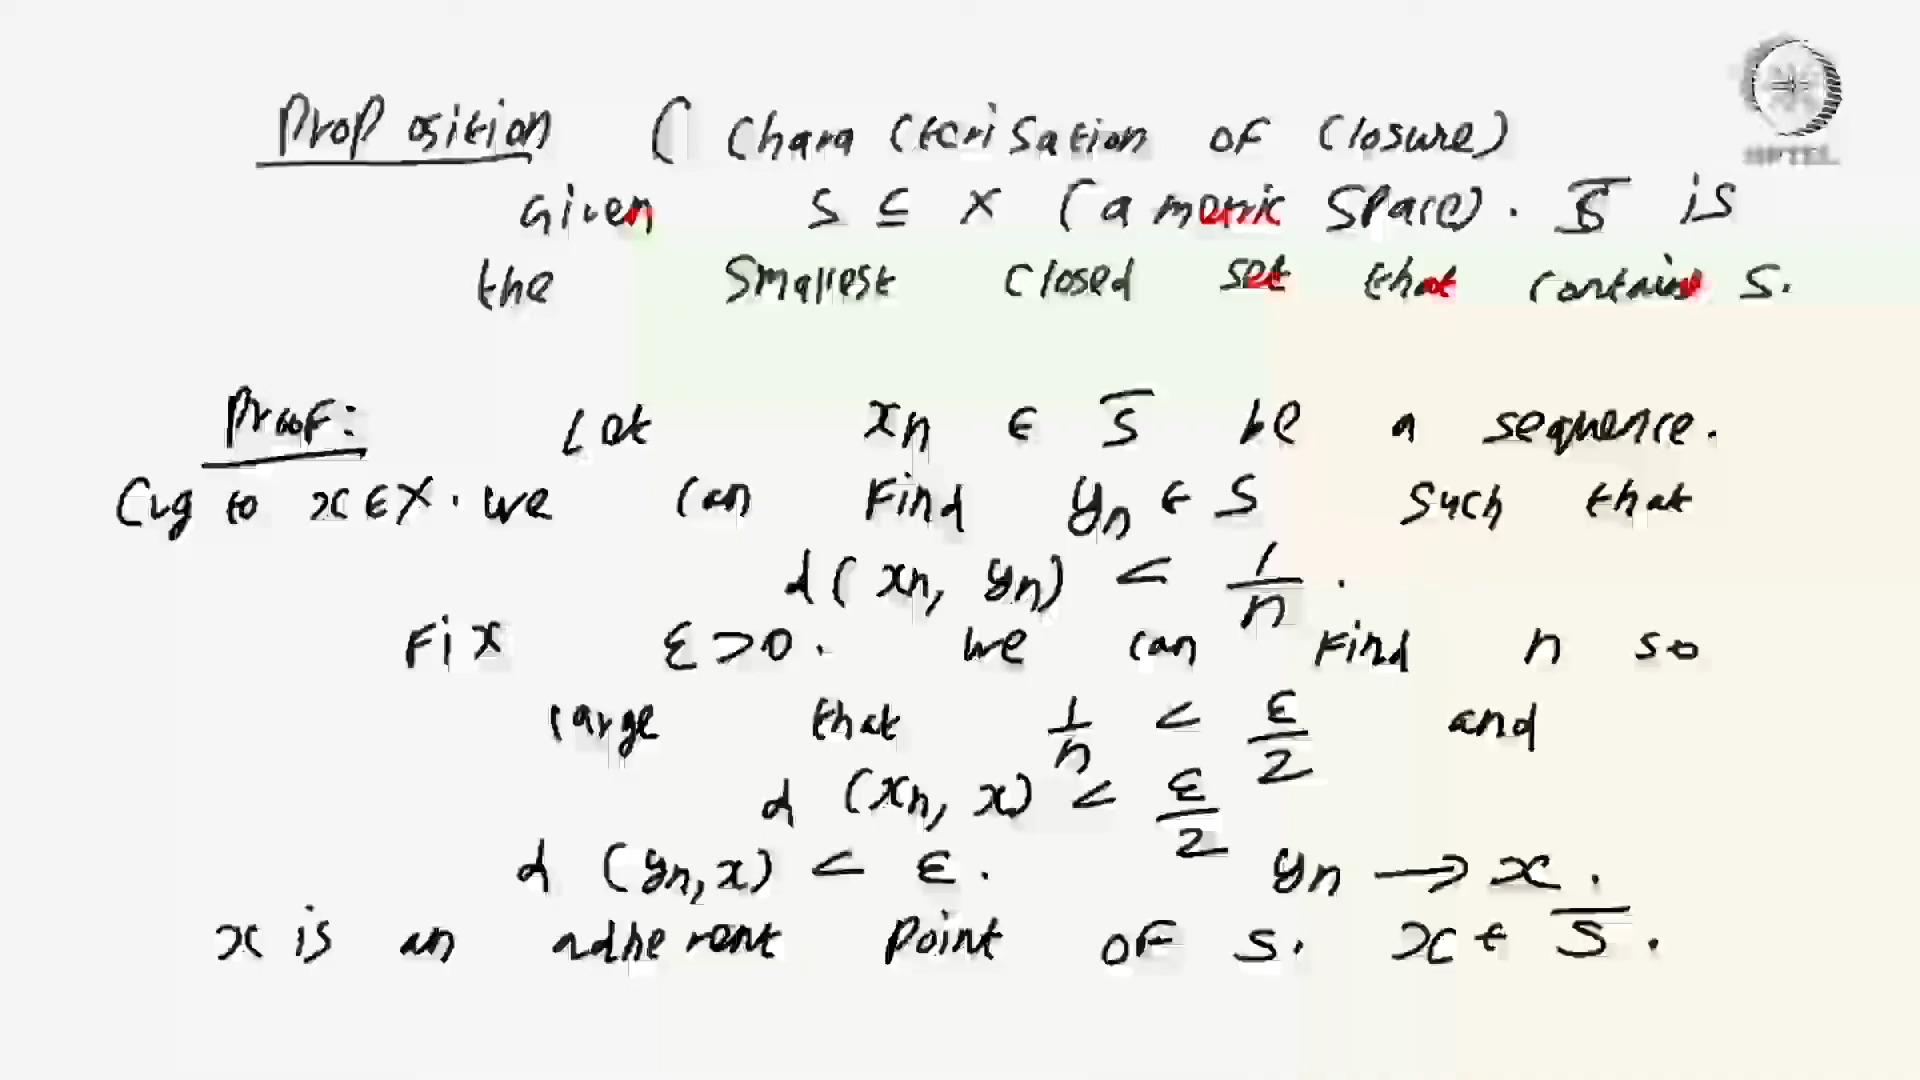 Proposition (Characterisation of closure)
Given S ⊆ X (a metric space). S̅ is
the smallest closed set that contains S.
Proof: Let xₙ ∈ S̅ be a sequence.
Cvg to x ∈ X. We can find yₙ ∈ S such that
d(xₙ, yₙ) < 1/n.
Fix ε > 0. We can find n so
large that 1/n < ε/2 and
d(xₙ, x) < ε/2
d(yₙ, x) < ε. yₙ → x.
x is an adherent point of S. x ∈ S̅.
NPTEL